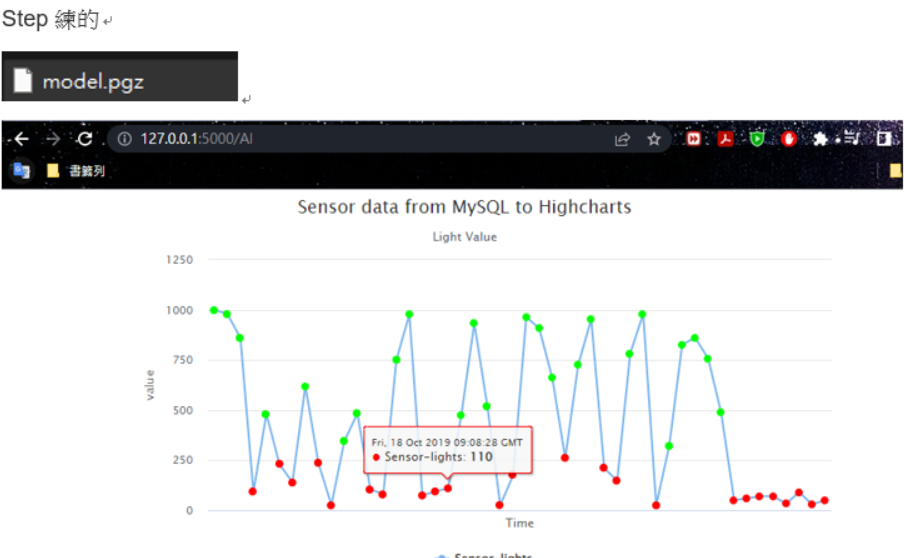 Step 練的
model.pgz
127.0.0.1:5000/AI
書籤列
Sensor data from MySQL to Highcharts
Light Value
1250
1000
750
500
250
0
value
Fri, 18 Oct 2019 09:08:28 GMT
Sensor-lights: 110
Time
Sensor-lights